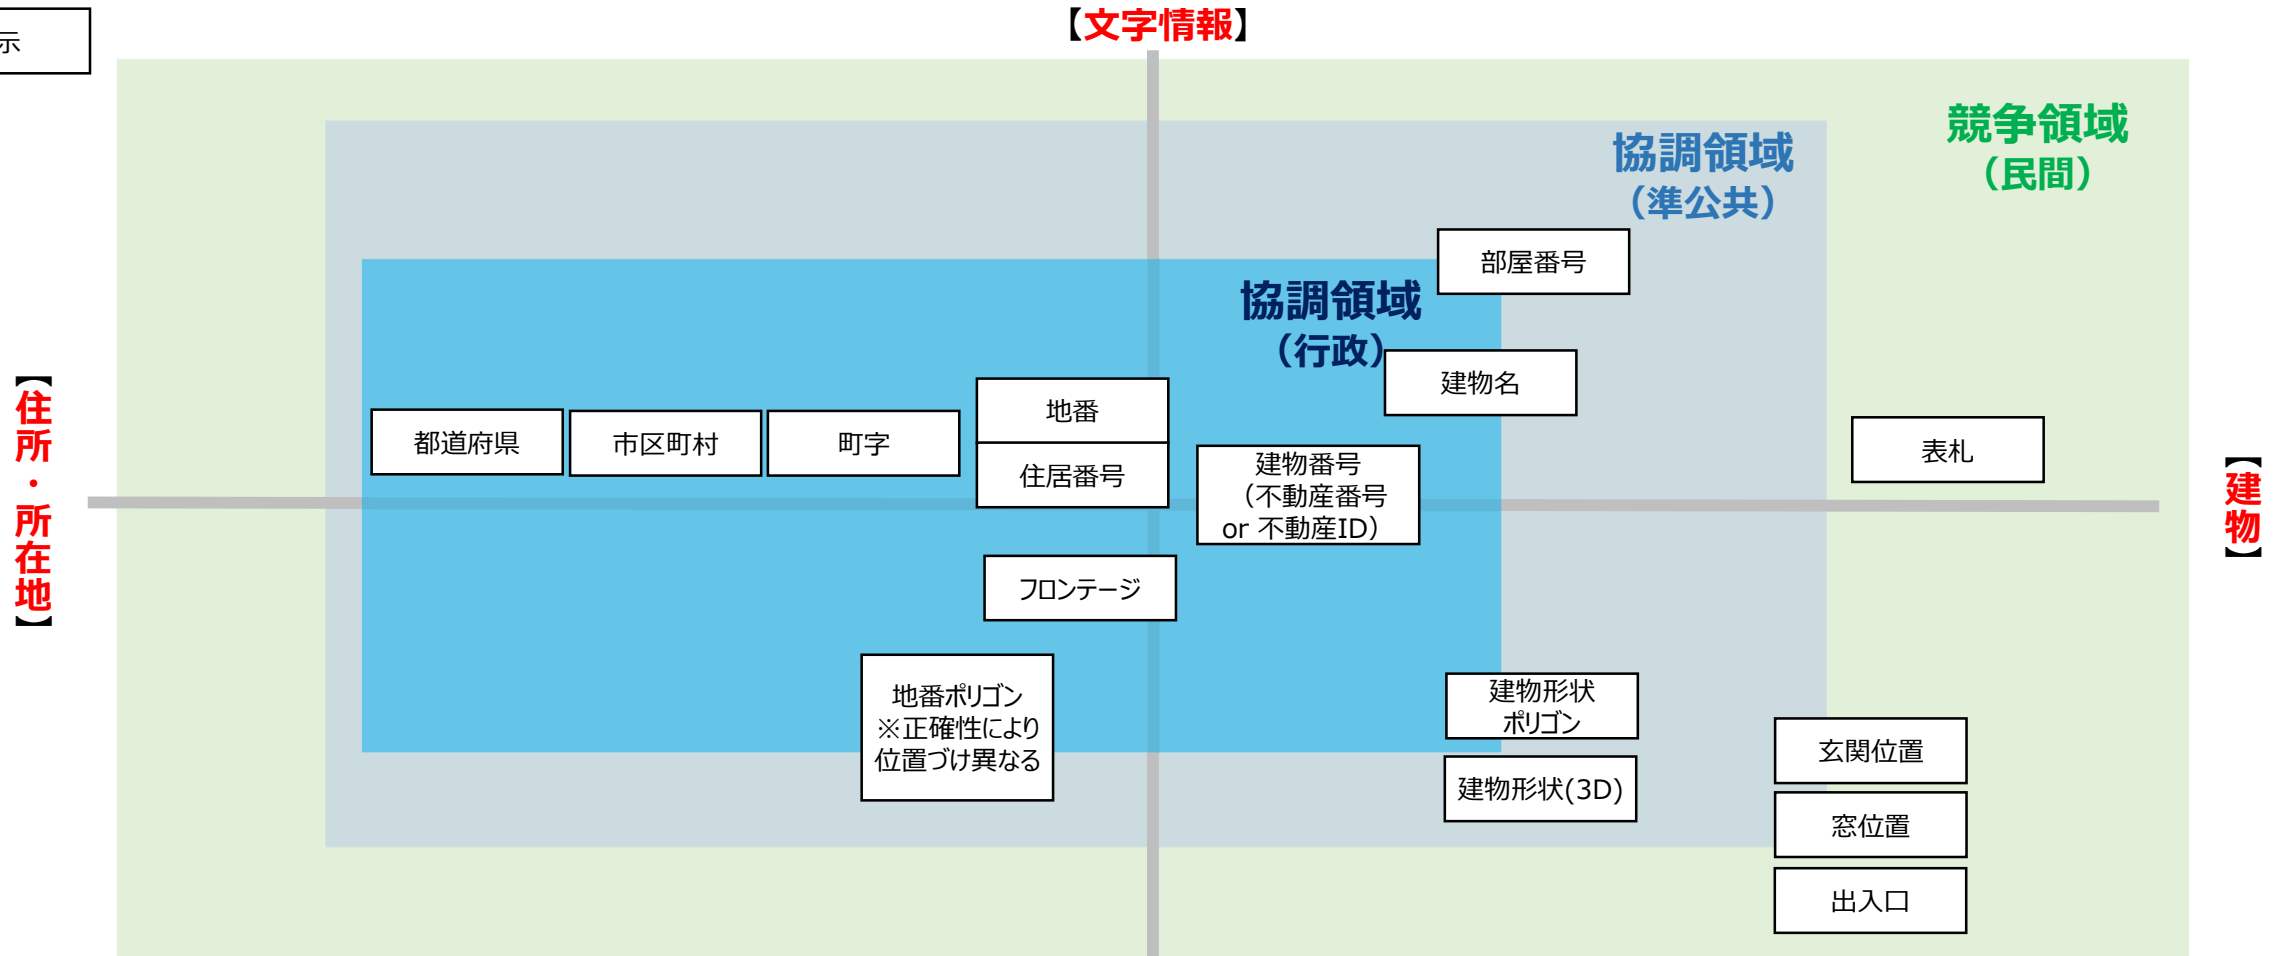 【文字情報】
示
競争領域
（民間）
協調領域
（準公共）
部屋番号
協調領域
（行政）
建物名
地番
都道府県
市区町村
町字
住居番号
建物番号
（不動産番号
or 不動産ID）
表札
【住所・所在地】
【建物】
フロンテージ
地番ポリゴン
※正確性により
位置づけ異なる
建物形状
ポリゴン
建物形状(3D)
玄関位置
窓位置
出入口